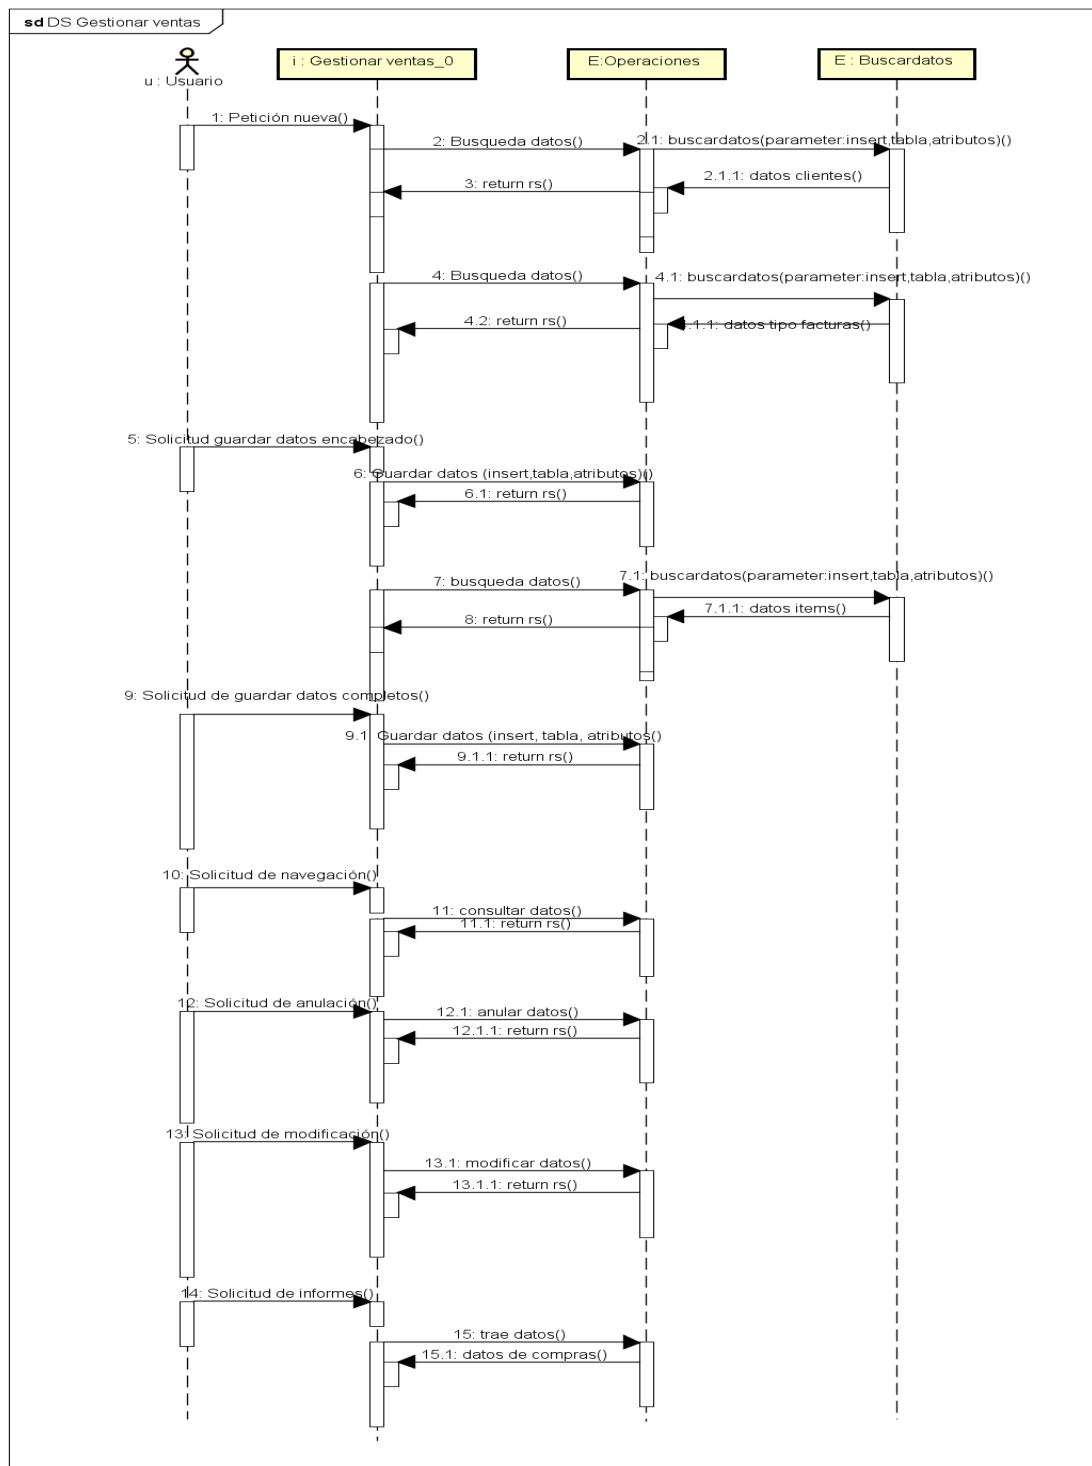 sd DS Gestionar ventas
u : Usuario
i : Gestionar ventas_0
E:Operaciones
E : Buscardatos
1: Petición nueva()
2: Busqueda datos()
2.1: buscardatos(parameter:insert,tabla,atributos)()
2.1.1: datos clientes()
3: return rs()
4: Busqueda datos()
4.1: buscardatos(parameter:insert,tabla,atributos)()
4.2: return rs()
.1.1: datos tipo facturas()
5: Solicitud guardar datos encabezado()
6: Guardar datos (insert,tabla,atributos)()
6.1: return rs()
7: busqueda datos()
7.1: buscardatos(parameter:insert,tabla,atributos)()
7.1.1: datos items()
8: return rs()
9: Solicitud de guardar datos completos()
9.1 Guardar datos (insert, tabla, atributos()
9.1.1: return rs()
10: Solicitud de navegación()
11: consultar datos()
11.1: return rs()
12: Solicitud de anulación()
12.1: anular datos()
12.1.1: return rs()
13: Solicitud de modificación()
13.1: modificar datos()
13.1.1: return rs()
14: Solicitud de informes()
15: trae datos()
15.1: datos de compras()